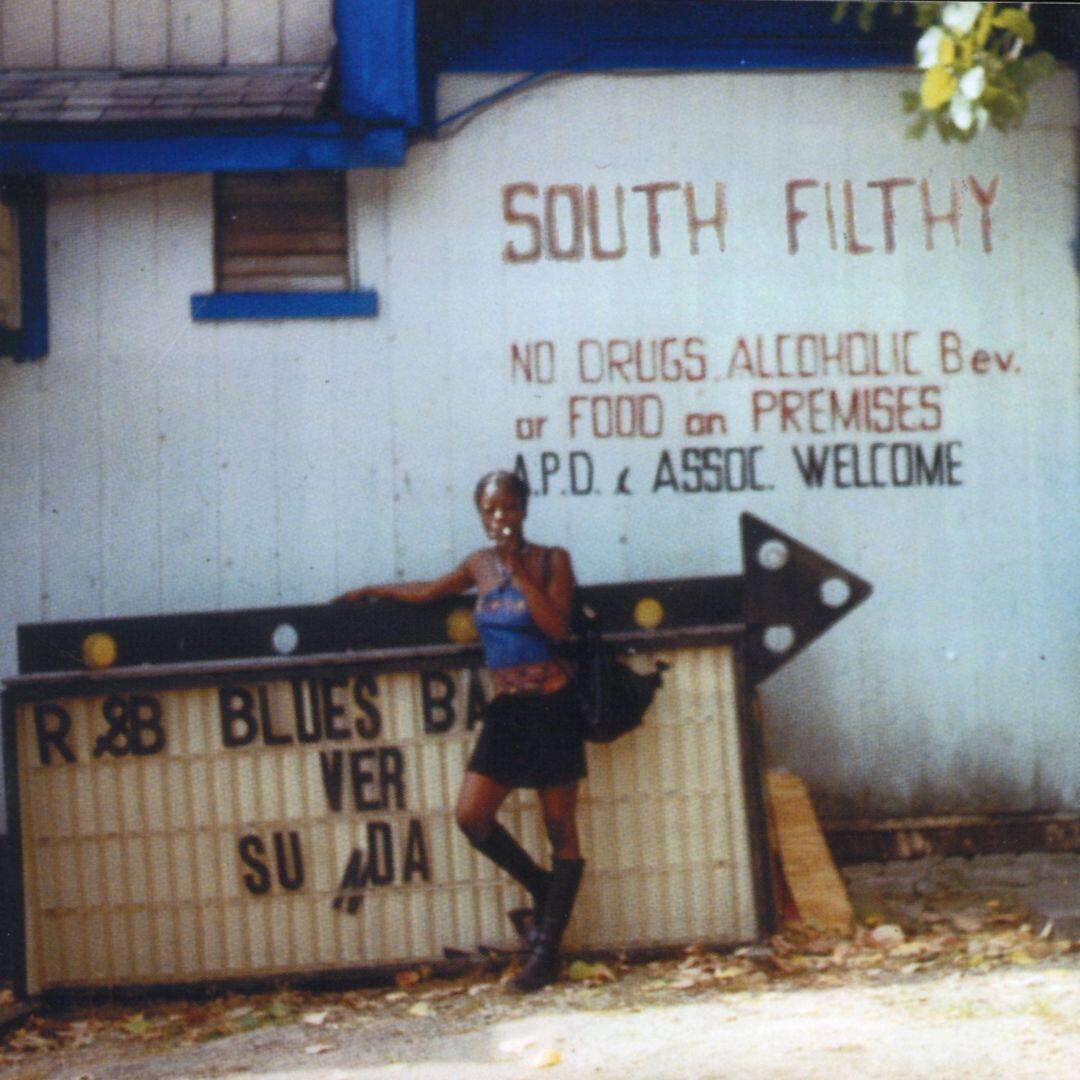 SOUTH FILTHY
NO DRUGS. ALCOHOLIC Bev.
or FOOD on PREMISES
A.P.D. & ASSOC. WELCOME
R &B BLUES BA
VER
SU DA